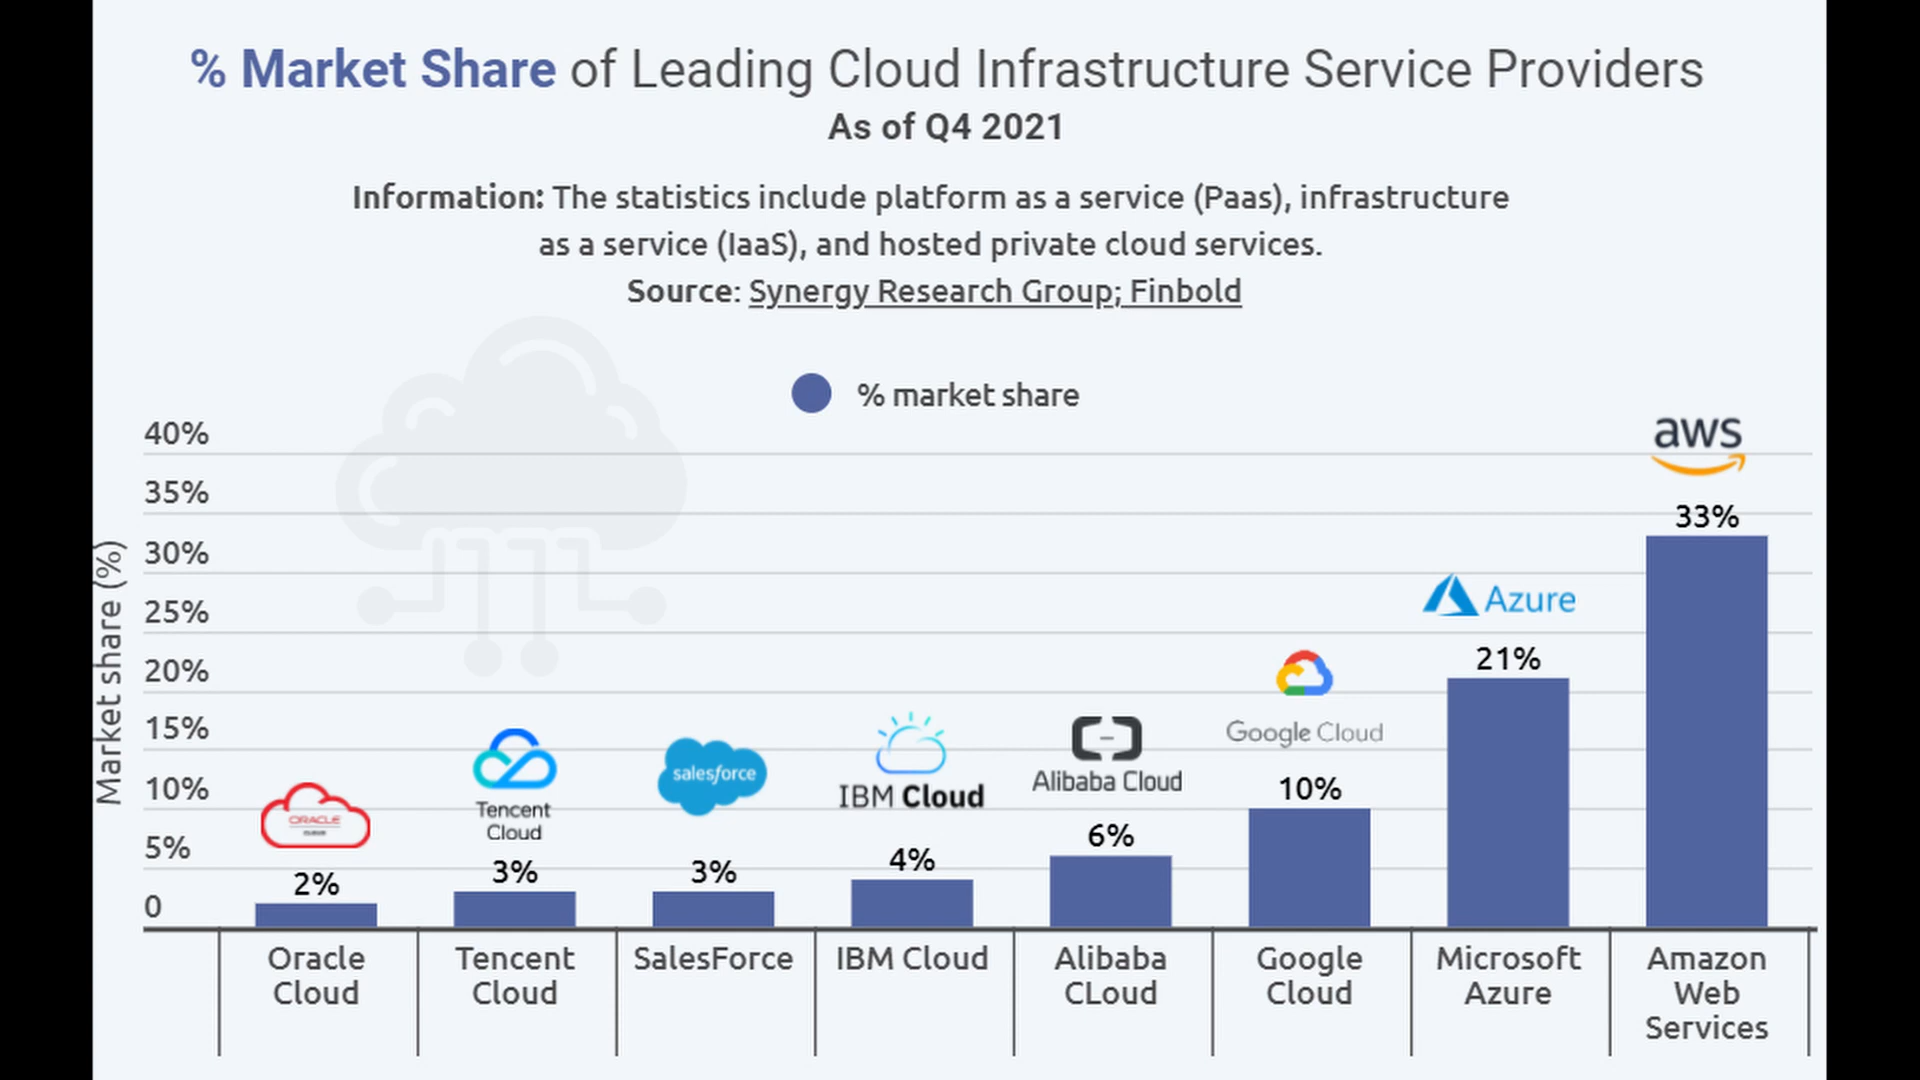 % Market Share of Leading Cloud Infrastructure Service Providers
As of Q4 2021
Information: The statistics include platform as a service (Paas), infrastructure
as a service (IaaS), and hosted private cloud services.
Source: Synergy Research Group; Finbold
% market share
Market share (%)
40%
35%
30%
25%
20%
15%
10%
5%
0
ORACLE
CLOUD
2%
Tencent
Cloud
3%
salesforce
3%
IBM Cloud
4%
Alibaba Cloud
6%
Google Cloud
10%
Azure
21%
aws
33%
Oracle
Cloud
Tencent
Cloud
SalesForce
IBM Cloud
Alibaba
CLoud
Google
Cloud
Microsoft
Azure
Amazon
Web
Services